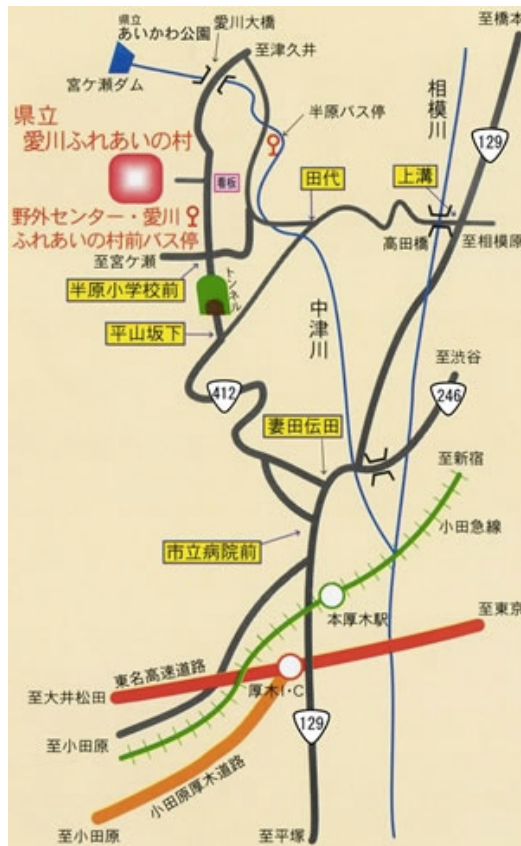 県立
あいかわ公園
愛川大橋
至橋本
至津久井
宮ケ瀬ダム
相模川
県立
愛川ふれあいの村
半原バス停
129
看板
田代
上溝
野外センター・愛川
ふれあいの村前バス停
高田橋
至相模原
至宮ケ瀬
トンネル
半原小学校前
中津川
平山坂下
至渋谷
412
246
妻田伝田
至新宿
小田急線
市立病院前
本厚木駅
至東京
東名高速道路
至大井松田
厚木I・C
129
至小田原
小田原厚木道路
至小田原
至平塚